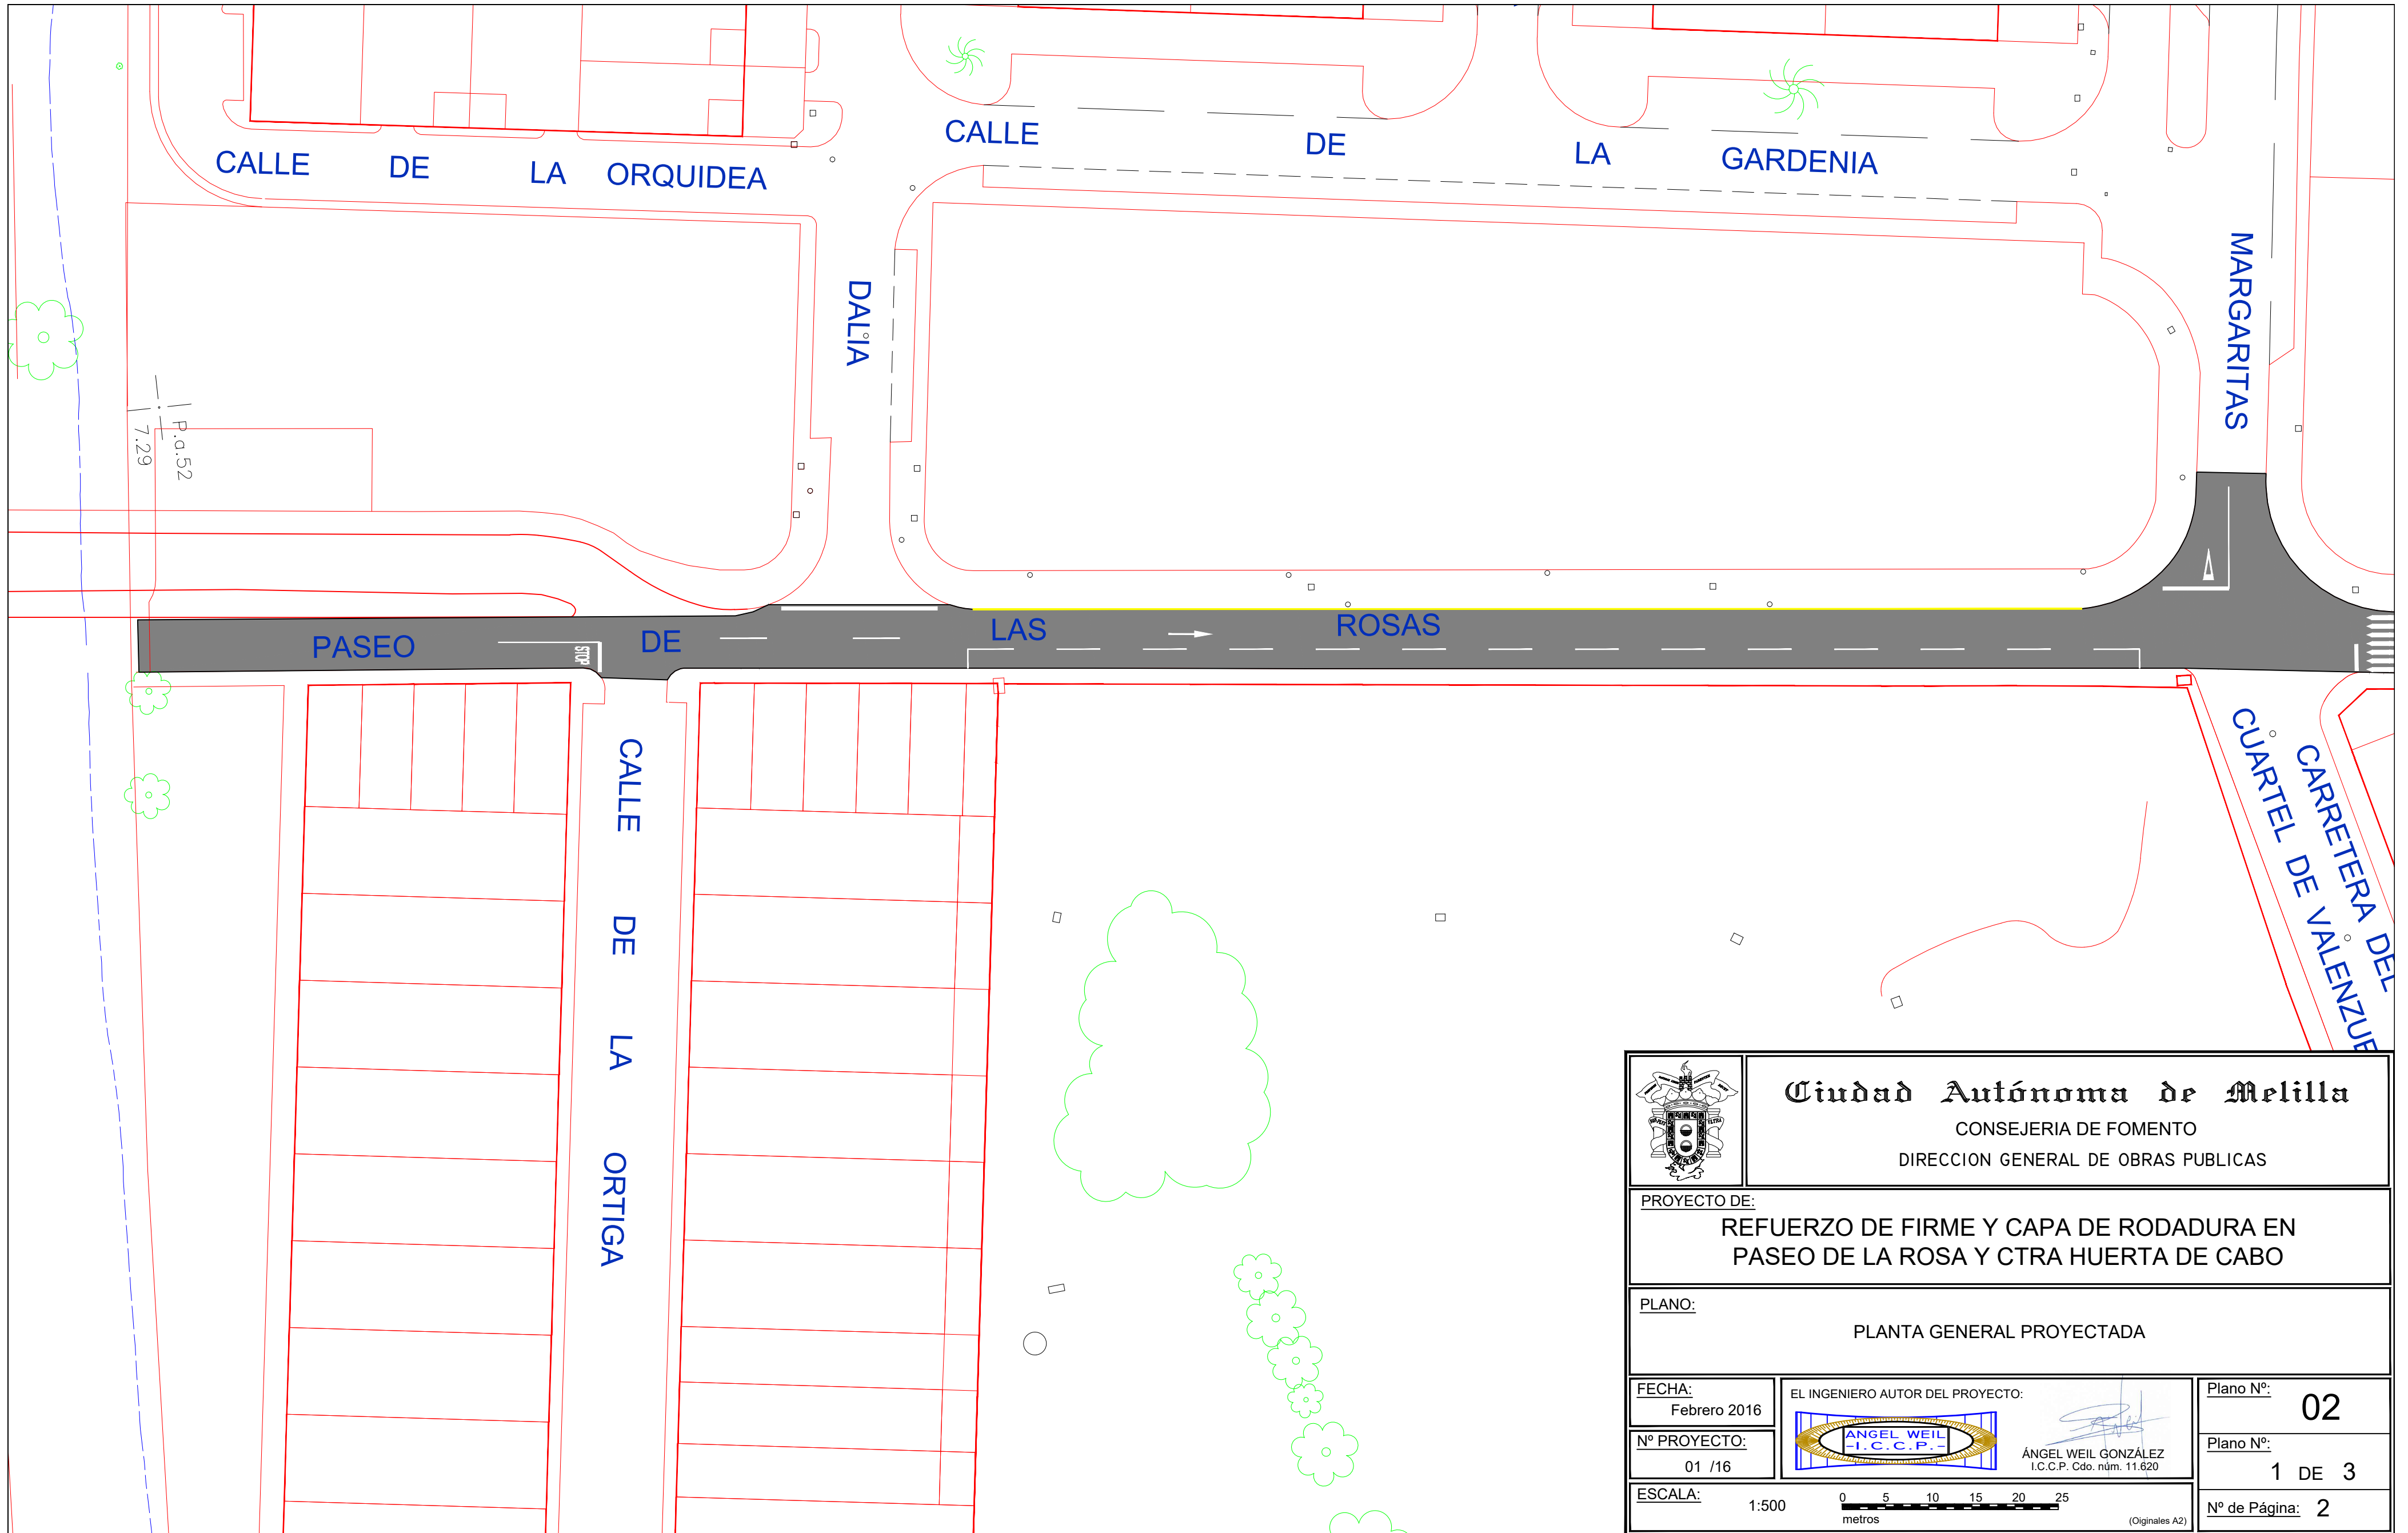 CALLE DE LA ORQUIDEA
CALLE DE LA GARDENIA
DALIA
MARGARITAS
P.a.52
7.29
PASEO DE LAS ROSAS
STOP
CALLE DE LA ORTIGA
CARRETERA DEL
CUARTEL DE VALENZUE
Ciudad Autónoma de Melilla
CONSEJERIA DE FOMENTO
DIRECCION GENERAL DE OBRAS PUBLICAS
PROYECTO DE:
REFUERZO DE FIRME Y CAPA DE RODADURA EN
PASEO DE LA ROSA Y CTRA HUERTA DE CABO
PLANO:
PLANTA GENERAL PROYECTADA
FECHA:
Febrero 2016
Nº PROYECTO:
01 /16
EL INGENIERO AUTOR DEL PROYECTO:
ANGEL WEIL
-I.C.C.P.-
ÁNGEL WEIL GONZÁLEZ
I.C.C.P. Cdo. núm. 11.620
Plano Nº:
02
Plano Nº:
1 DE 3
ESCALA:
1:500
0 5 10 15 20 25
metros
(Oiginales A2)
Nº de Página: 2